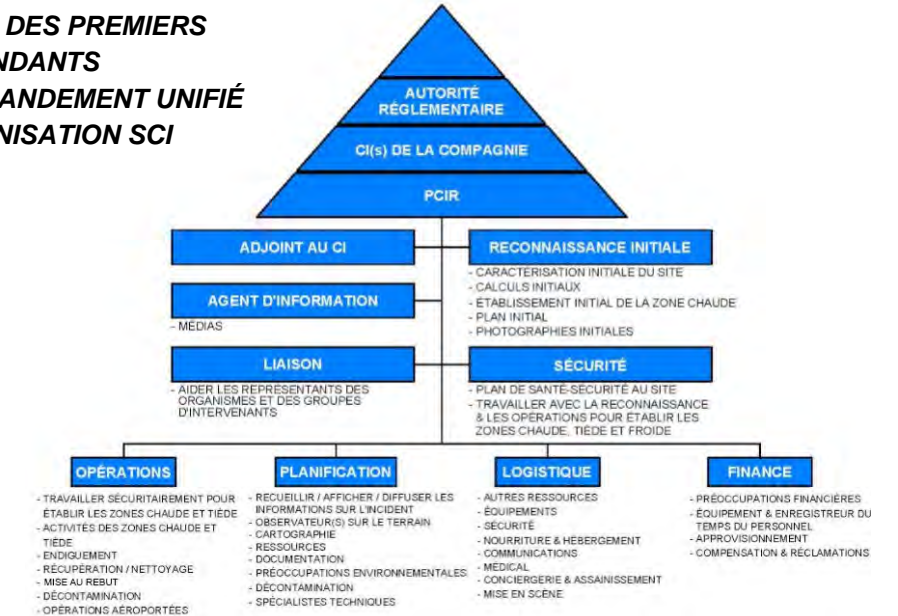 DES PREMIERS
NDANTS
ANDEMENT UNIFIÉ
NISATION SCI
AUTORITÉ
RÉGLEMENTAIRE
CI(s) DE LA COMPAGNIE
PCIR
ADJOINT AU CI
RECONNAISSANCE INITIALE
- CARACTÉRISATION INITIALE DU SITE
- CALCULS INITIAUX
- ÉTABLISSEMENT INITIAL DE LA ZONE CHAUDE
- PLAN INITIAL
- PHOTOGRAPHIES INITIALES
AGENT D'INFORMATION
- MÉDIAS
LIAISON
- AIDER LES REPRÉSENTANTS DES
ORGANISMES ET DES GROUPES
D'INTERVENANTS
SÉCURITÉ
- PLAN DE SANTÉ-SÉCURITÉ AU SITE
- TRAVAILLER AVEC LA RECONNAISSANCE
& LES OPÉRATIONS POUR ÉTABLIR LES
ZONES CHAUDE, TIÈDE ET FROIDE
OPÉRATIONS
- TRAVAILLER SÉCURITAIREMENT POUR
ÉTABLIR LES ZONES CHAUDE ET TIÈDE
- ACTIVITÉS DES ZONES CHAUDE ET
TIÈDE
- ENDIGUEMENT
- RÉCUPÉRATION / NETTOYAGE
- MISE AU REBUT
- DÉCONTAMINATION
- OPÉRATIONS AÉROPORTÉES
PLANIFICATION
- RECUEILLIR / AFFICHER / DIFFUSER LES
INFORMATIONS SUR L'INCIDENT
- OBSERVATEUR(S) SUR LE TERRAIN
- CARTOGRAPHIE
- RESSOURCES
- DOCUMENTATION
- PRÉOCCUPATIONS ENVIRONNEMENTALES
- DÉCONTAMINATION
- SPÉCIALISTES TECHNIQUES
LOGISTIQUE
- AUTRES RESSOURCES
- ÉQUIPEMENTS
- SÉCURITÉ
- NOURRITURE & HÉBERGEMENT
- COMMUNICATIONS
- MÉDICAL
- CONCIERGERIE & ASSAINISSEMENT
- MISE EN SCÈNE
FINANCE
- PRÉOCCUPATIONS FINANCIÈRES
- ÉQUIPEMENT & ENREGISTREUR DU
TEMPS DU PERSONNEL
- APPROVISIONNEMENT
- COMPENSATION & RÉCLAMATIONS